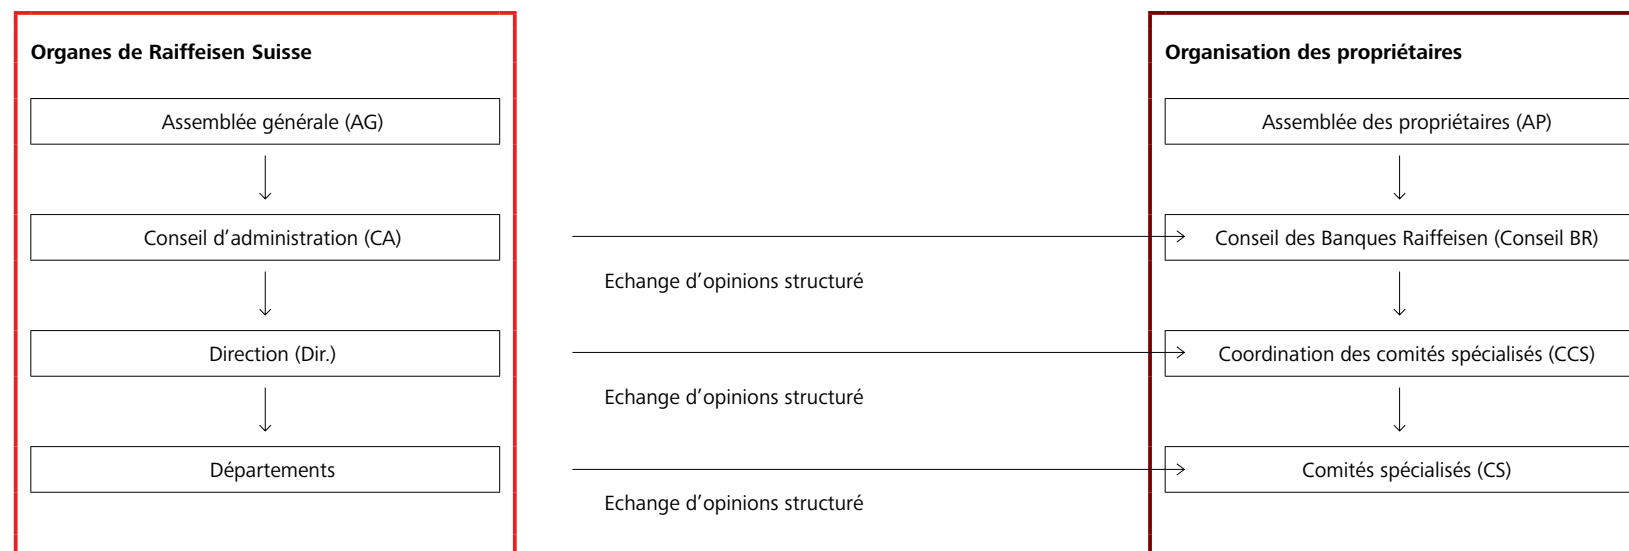 Organes de Raiffeisen Suisse
Assemblée générale (AG)
Conseil d’administration (CA)
Direction (Dir.)
Départements
Echange d’opinions structuré
Echange d’opinions structuré
Echange d’opinions structuré
Organisation des propriétaires
Assemblée des propriétaires (AP)
Conseil des Banques Raiffeisen (Conseil BR)
Coordination des comités spécialisés (CCS)
Comités spécialisés (CS)